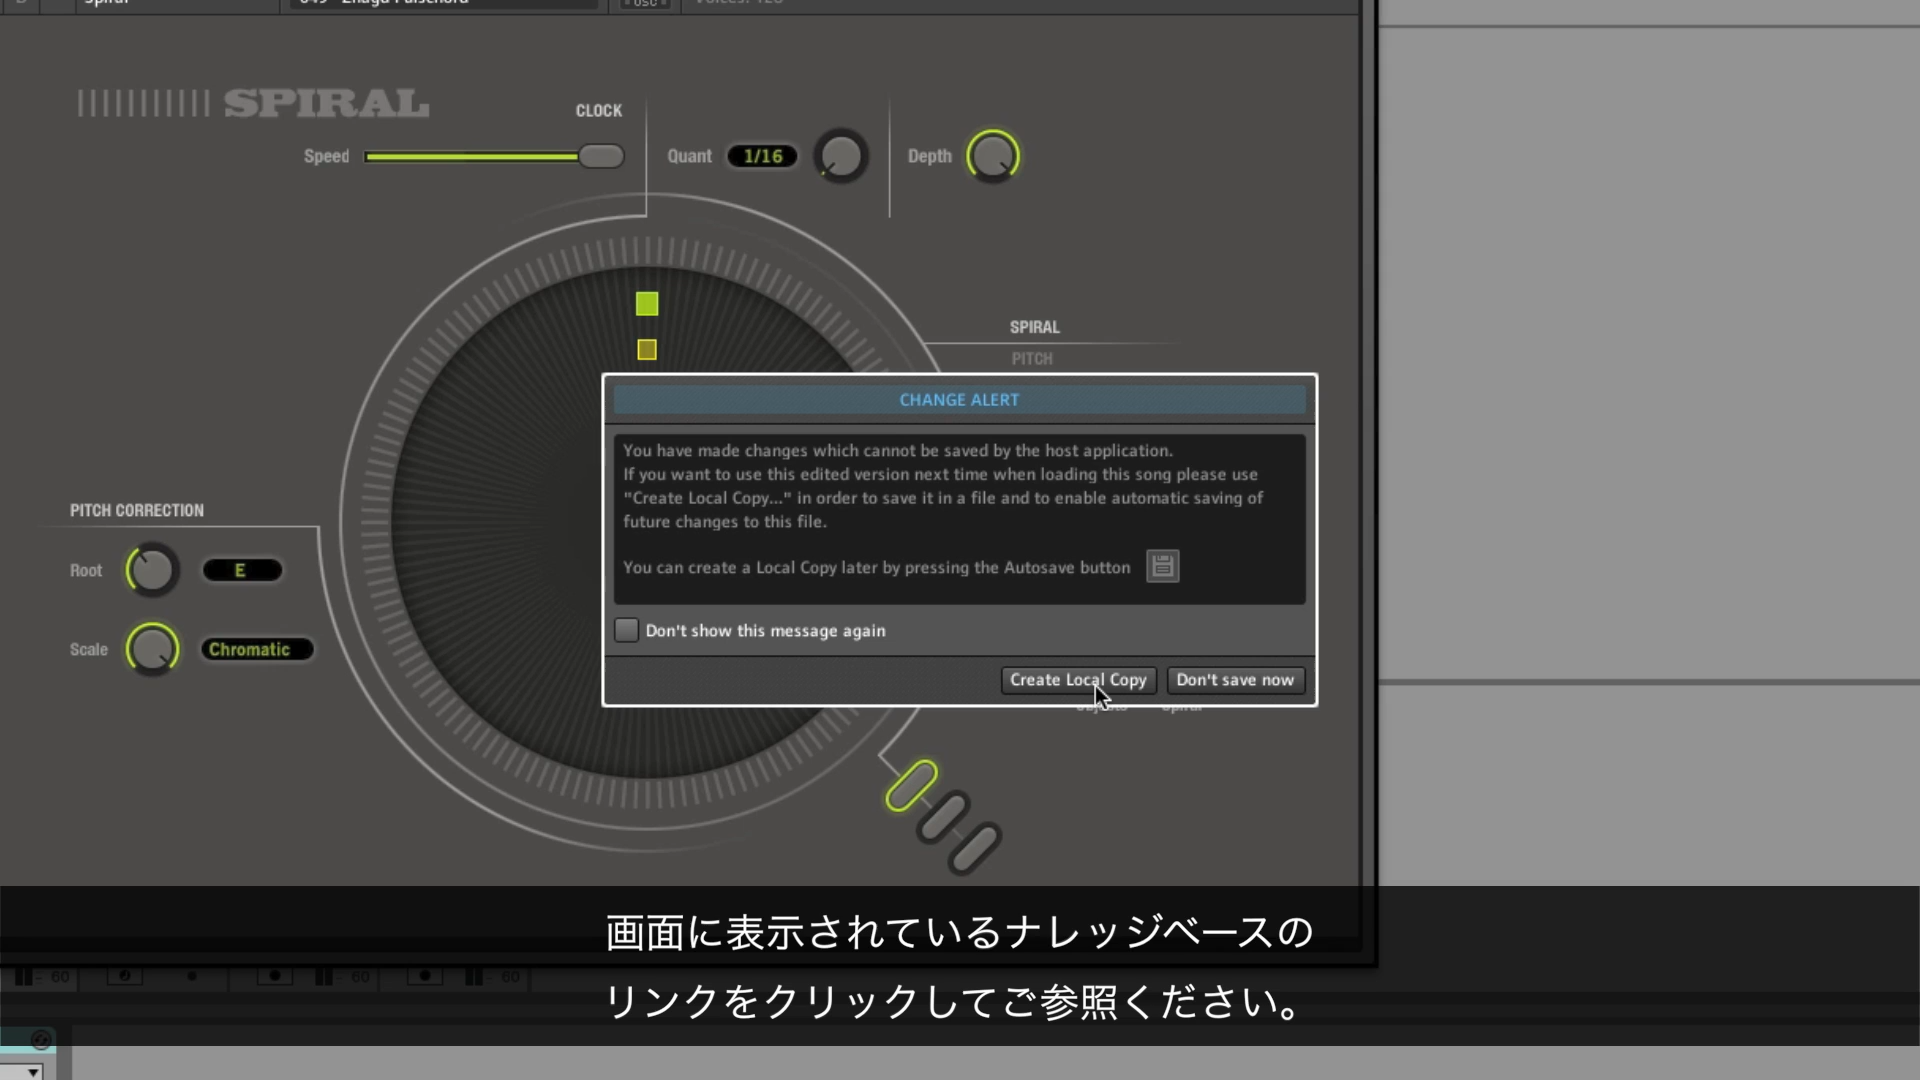 Spiral
SPIRAL
CLOCK
Speed
Quant
1/16
Depth
SPIRAL
PITCH
CHANGE ALERT
You have made changes which cannot be saved by the host application.
If you want to use this edited version next time when loading this song please use
"Create Local Copy..." in order to save it in a file and to enable automatic saving of
future changes to this file.
You can create a Local Copy later by pressing the Autosave button
Don't show this message again
Create Local Copy
Don't save now
PITCH CORRECTION
Root
E
Scale
Chromatic
画面に表示されているナレッジベースの
リンクをクリックしてご参照ください。
60
60
60